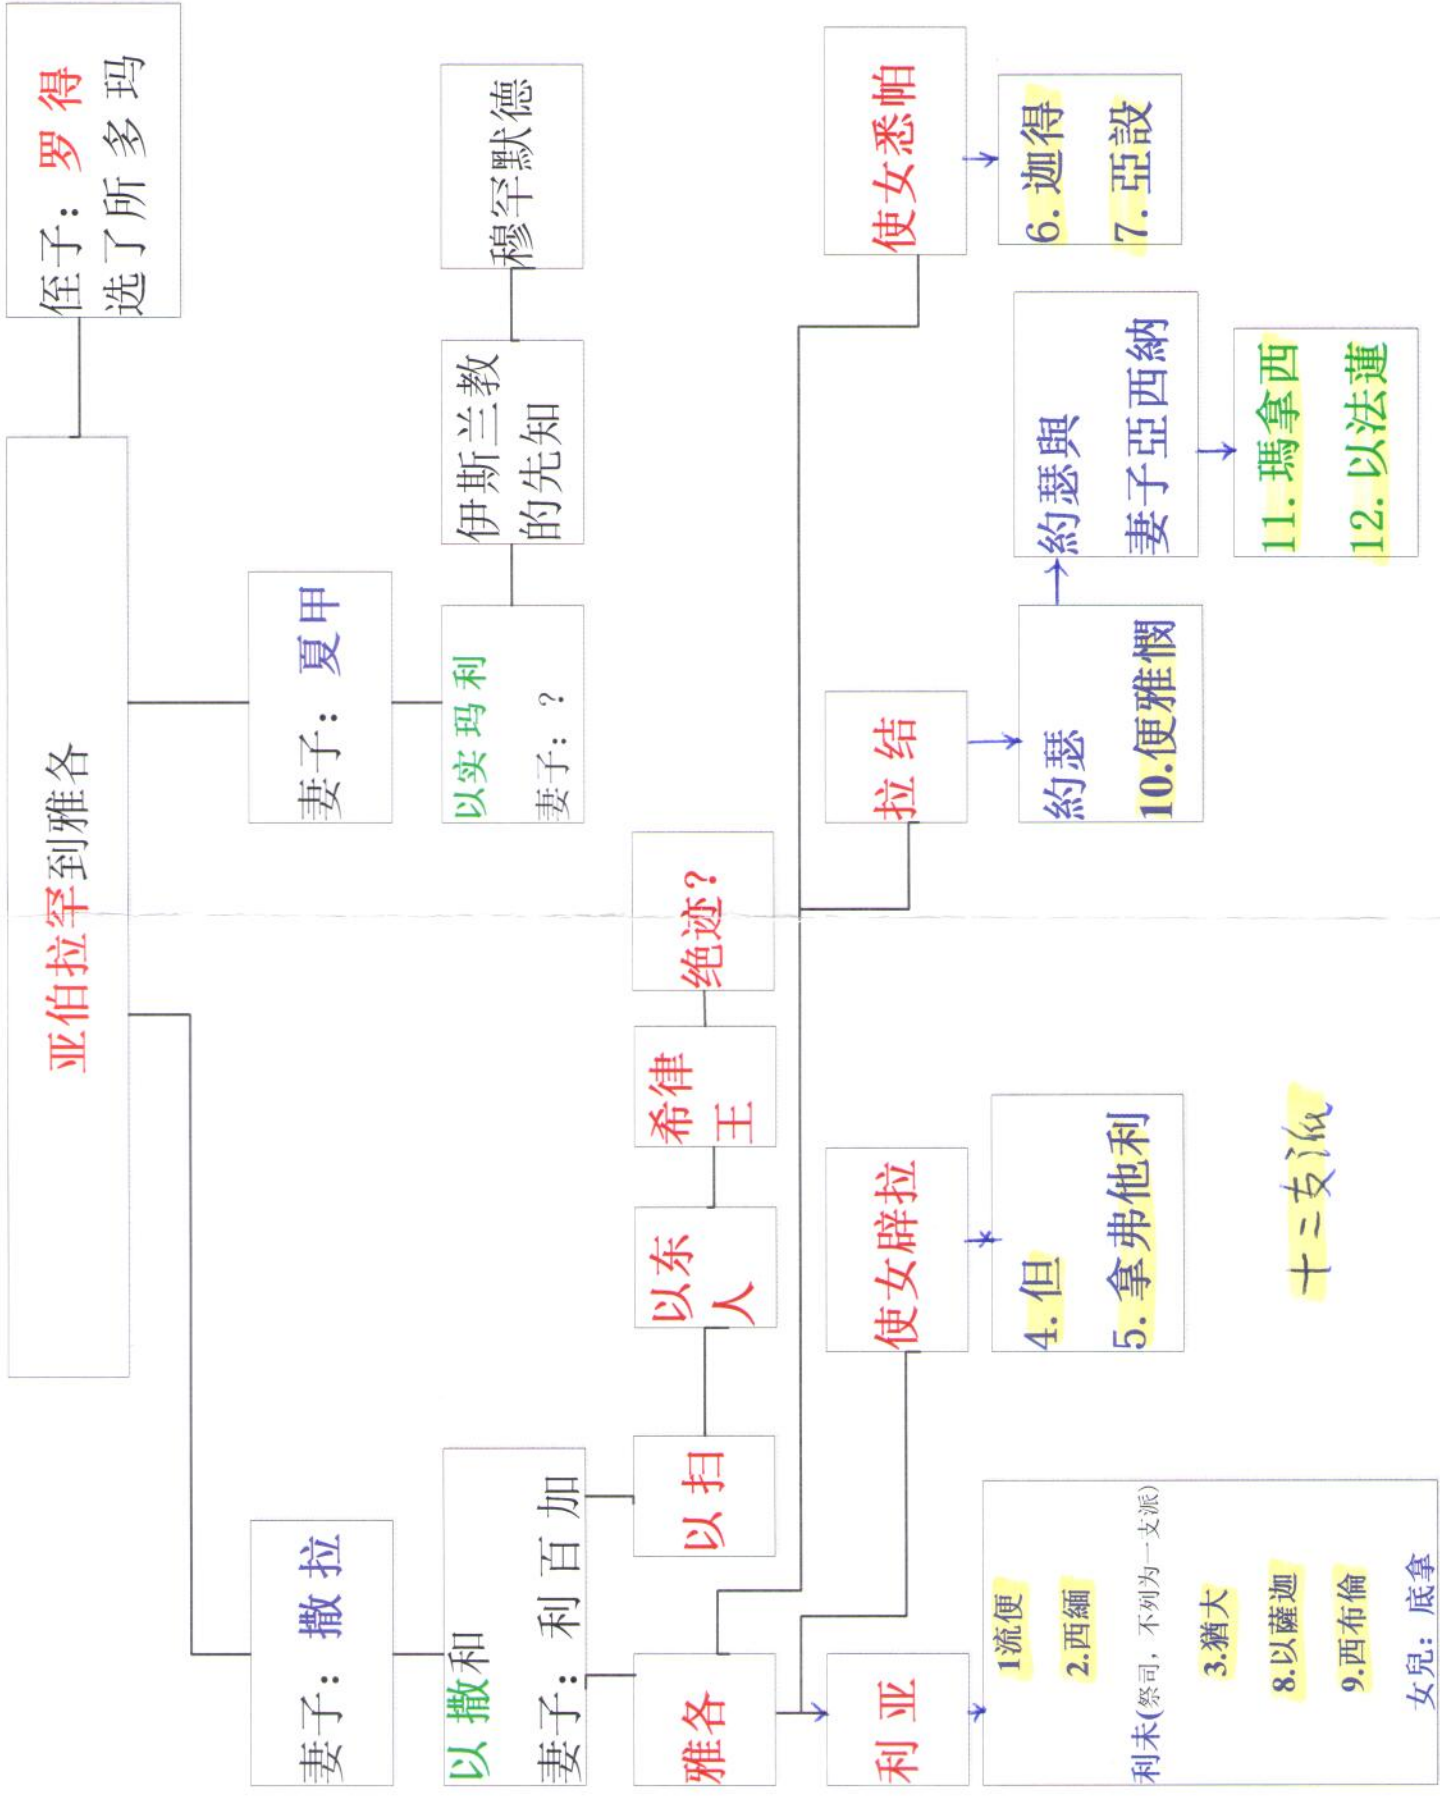 亚伯拉罕到雅各
侄子：罗得
选了所多玛
妻子：撒拉
妻子：夏甲
以撒和
妻子：利百加
以实玛利
妻子：？
伊斯兰教
的先知
穆罕默德
雅各
以扫
以东
人
希律
王
绝迹？
利亚
使女辟拉
拉结
使女悉帕
1流便
2.西緬
利未(祭司，不列为一支派)
3.猶大
8.以薩迦
9.西布倫
女兒：底拿
4.但
5.拿弗他利
約瑟
10.便雅憫
約瑟與
妻子亞西納
11.瑪拿西
12.以法蓮
6.迦得
7.亞設
十二支派